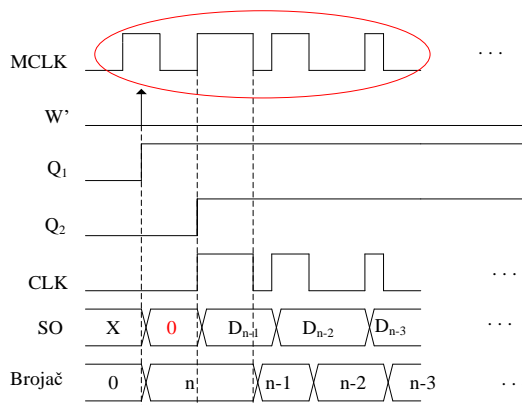 MCLK . . .
W’
Q1
Q2
CLK . . .
SO X 0 Dn-1 Dn-2 Dn-3 . . .
Brojač 0 n n-1 n-2 n-3 . .